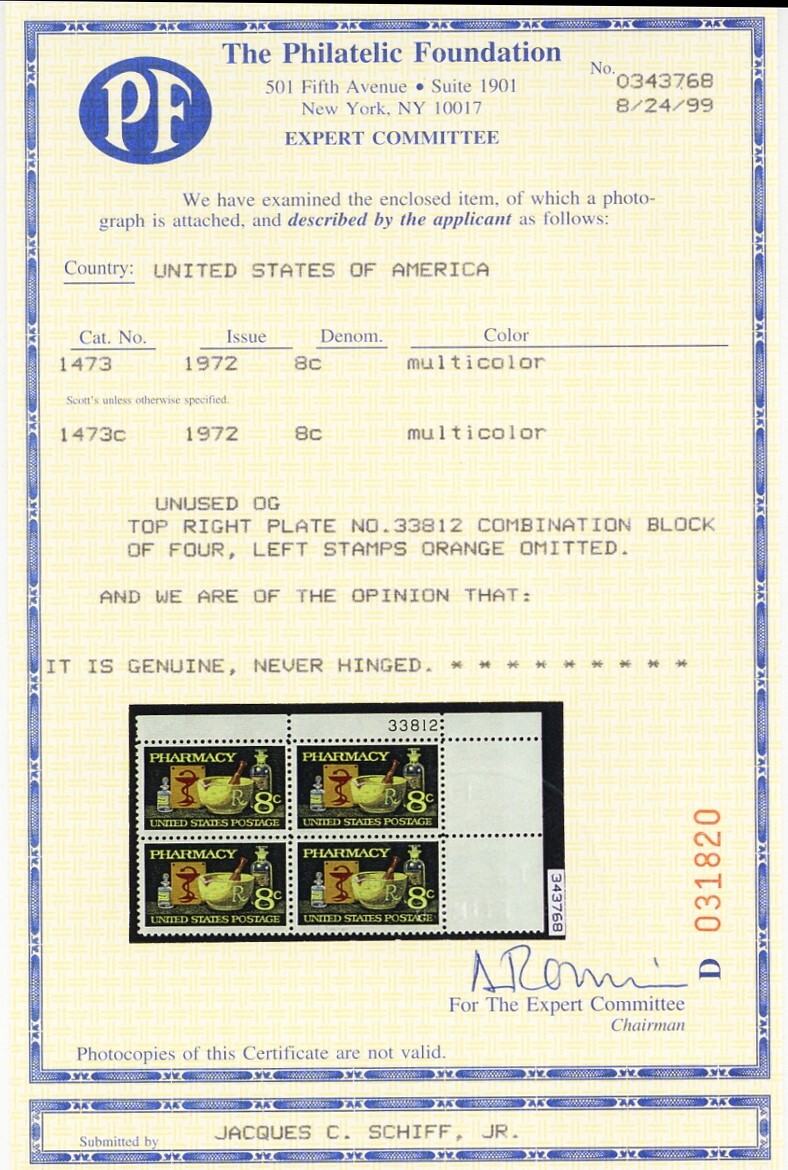 The Philatelic Foundation
PF
501 Fifth Avenue • Suite 1901
New York, NY 10017
EXPERT COMMITTEE
No. 0343768
8/24/99
We have examined the enclosed item, of which a photo-
graph is attached, and described by the applicant as follows:
Country: UNITED STATES OF AMERICA
Cat. No. Issue Denom. Color
1473 1972 8c multicolor
Scott's unless otherwise specified.
1473c 1972 8c multicolor
UNUSED OG
TOP RIGHT PLATE NO.33812 COMBINATION BLOCK
OF FOUR, LEFT STAMPS ORANGE OMITTED.
AND WE ARE OF THE OPINION THAT:
IT IS GENUINE, NEVER HINGED. * * * * * * * * *
33812
PHARMACY PHARMACY
R 8c R 8c
UNITED STATES POSTAGE UNITED STATES POSTAGE
PHARMACY PHARMACY
R 8c R 8c
UNITED STATES POSTAGE UNITED STATES POSTAGE
343768
D 031820
For The Expert Committee
Chairman
Photocopies of this Certificate are not valid.
Submitted by JACQUES C. SCHIFF, JR.